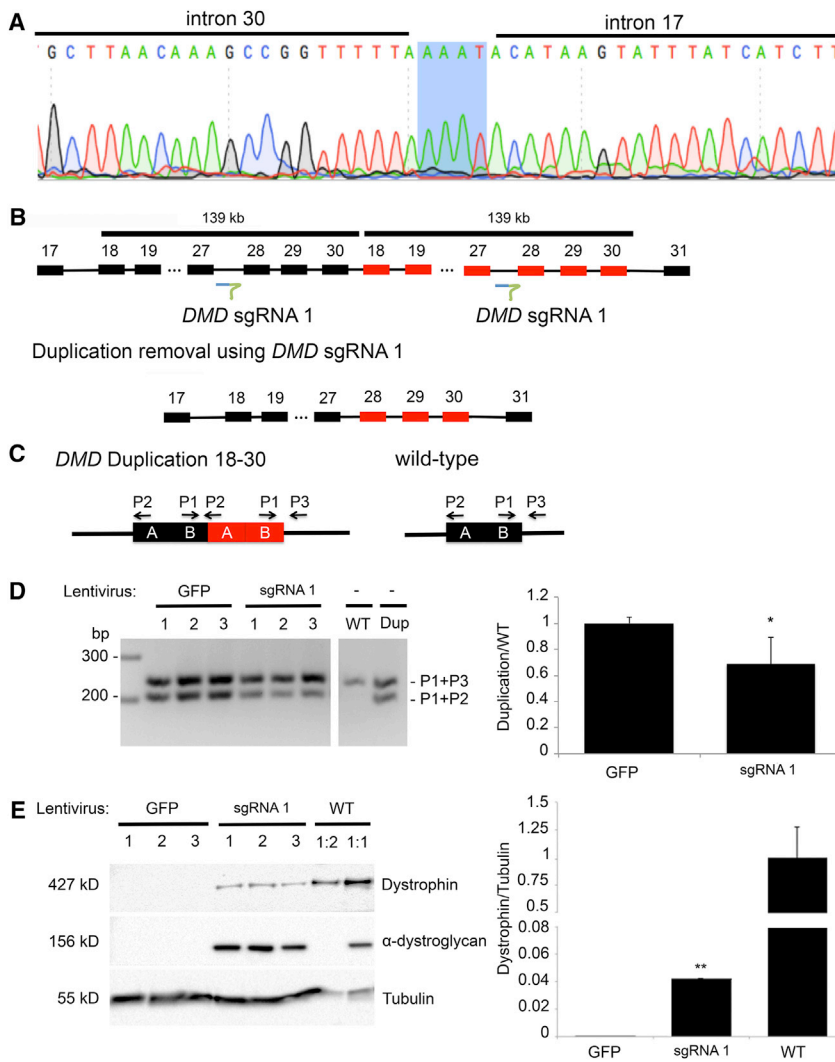 A
intron 30 intron 17
G C T T A A C A A A G C C G G T T T T T A A A A T A C A T A A G T A T T T A T C A T C T T
B
139 kb 139 kb
17 18 19 27 28 29 30 18 19 27 28 29 30 31
... ...
DMD sgRNA 1 DMD sgRNA 1
Duplication removal using DMD sgRNA 1
17 18 19 27 28 29 30 31
...
C
DMD Duplication 18-30 wild-type
P2 P1 P2 P1 P3 P2 P1 P3
A B A B A B
D
Lentivirus: GFP sgRNA 1 - -
1 2 3 1 2 3 WT Dup
bp
300 -
200 -
- P1+P3
- P1+P2
Duplication/WT
1.2
1
0.8
0.6
0.4
0.2
0
*
GFP sgRNA 1
E
Lentivirus: GFP sgRNA 1 WT
1 2 3 1 2 3 1:2 1:1
427 kD Dystrophin
156 kD α-dystroglycan
55 kD Tubulin
Dystrophin/Tubulin
1.5
1.25
1
0.75
0.5
0.08
0.06
0.04
0.02
0
**
GFP sgRNA 1 WT